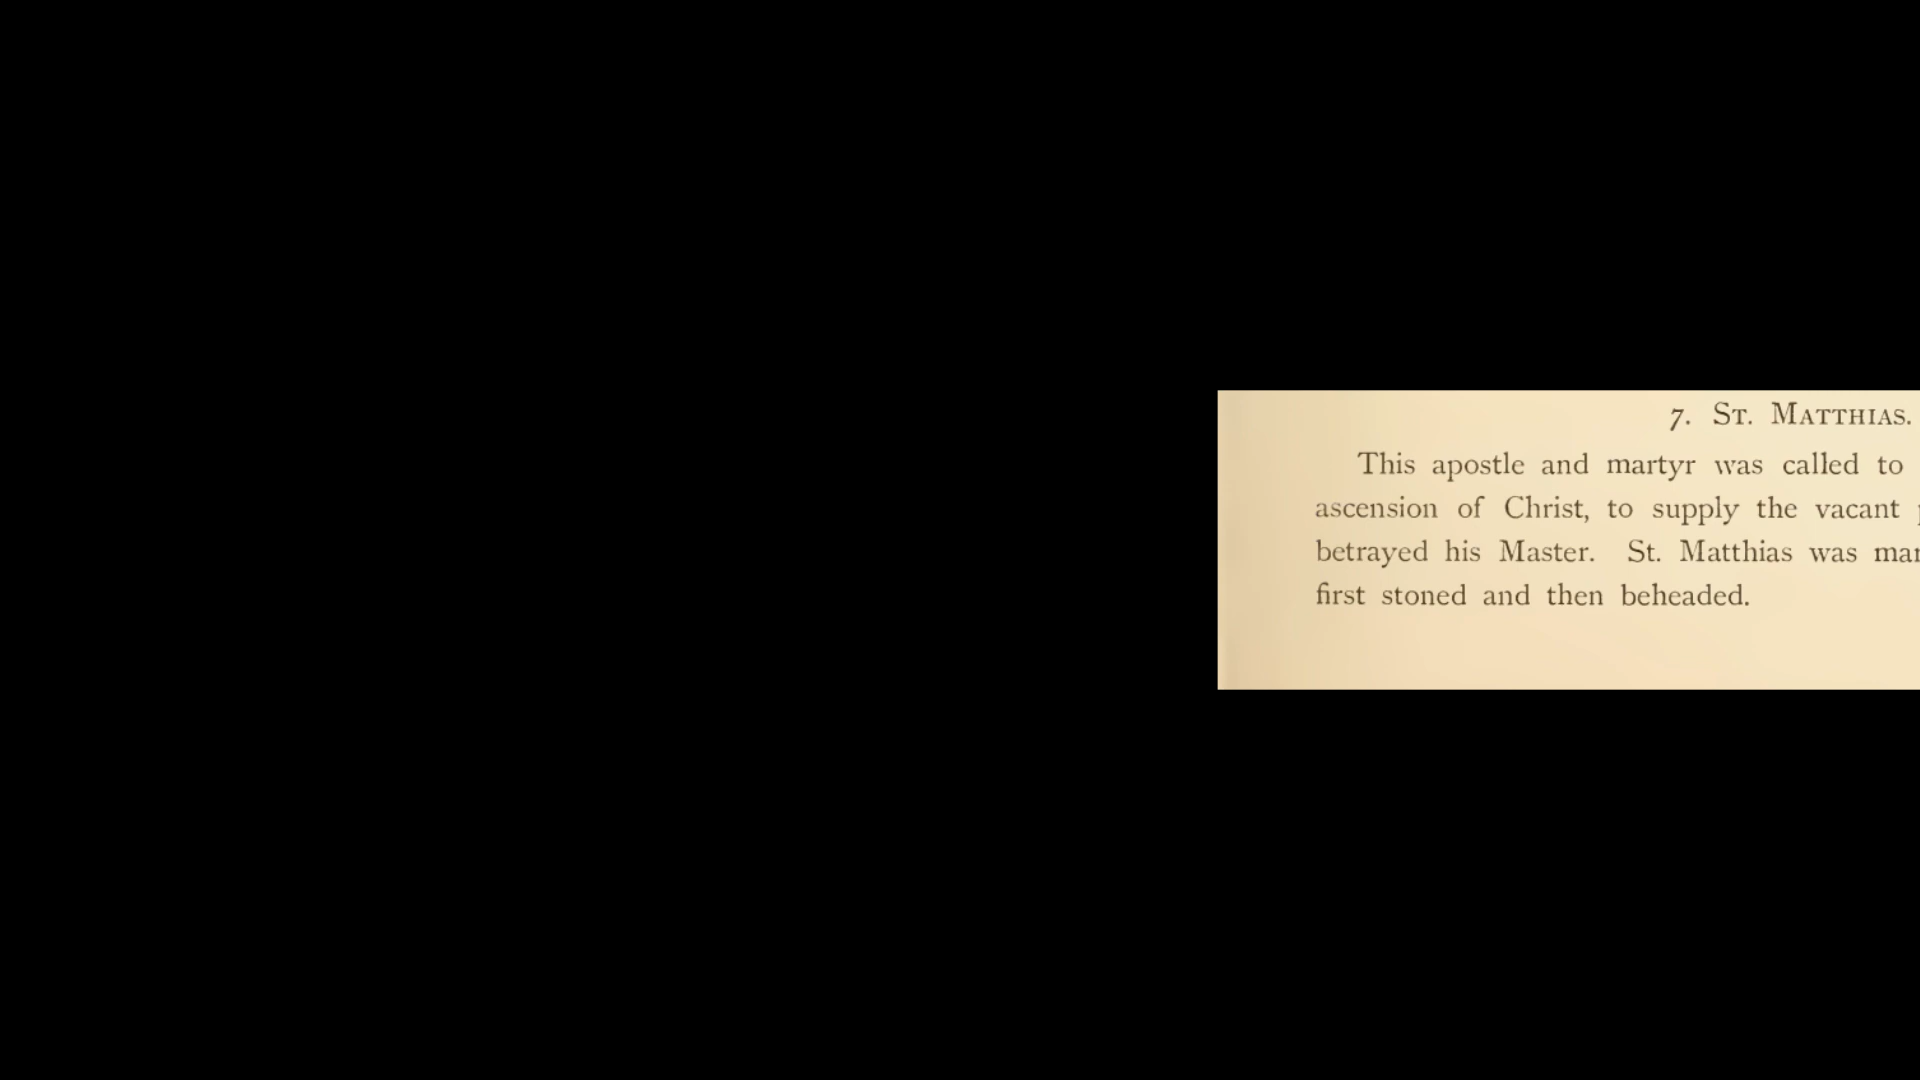 7. St. Matthias.
This apostle and martyr was called to
ascension of Christ, to supply the vacant
betrayed his Master. St. Matthias was
first stoned and then beheaded.